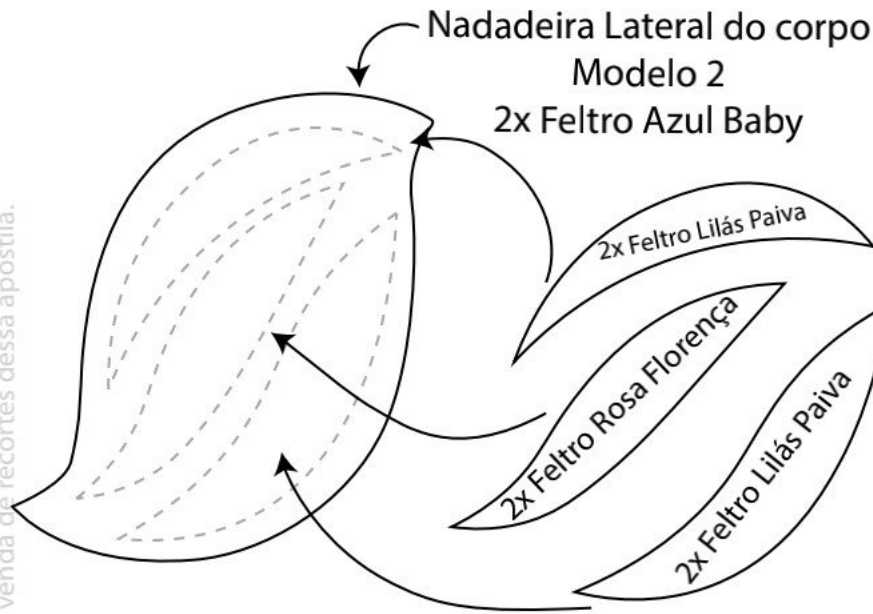 Nadadeira Lateral do corpo
Modelo 2
2x Feltro Azul Baby
2x Feltro Lilás Paiva
2x Feltro Rosa Florença
2x Feltro Lilás Paiva
venda de recortes dessa apostila.